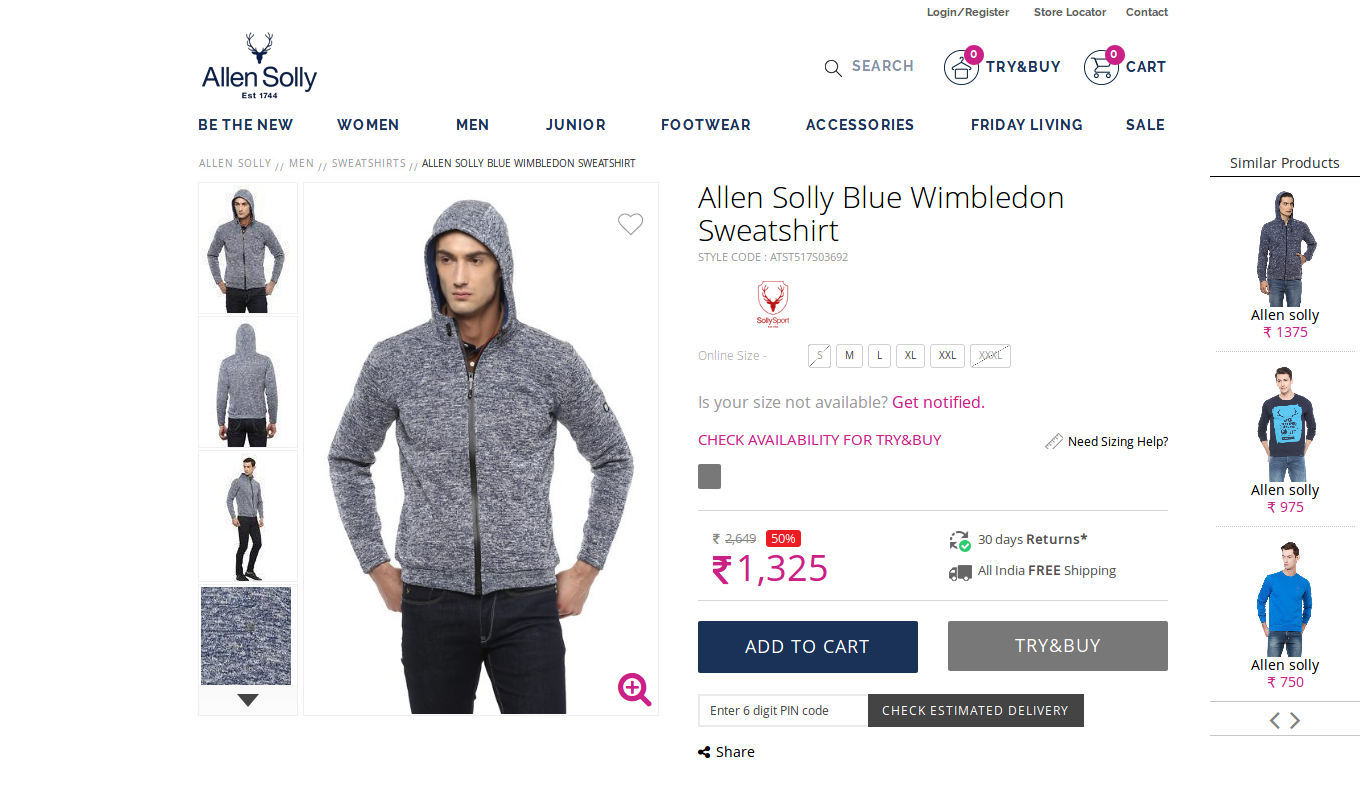 Login/Register Store Locator Contact
Allen Solly
Est 1744
SEARCH 0 TRY&BUY 0 CART
BE THE NEW WOMEN MEN JUNIOR FOOTWEAR ACCESSORIES FRIDAY LIVING SALE
ALLEN SOLLY // MEN // SWEATSHIRTS // ALLEN SOLLY BLUE WIMBLEDON SWEATSHIRT
Allen Solly Blue Wimbledon
Sweatshirt
STYLE CODE : ATST517S03692
SollySport
Online Size - S M L XL XXL XXXL
Is your size not available? Get notified.
CHECK AVAILABILITY FOR TRY&BUY Need Sizing Help?
₹ 2,649 50%
₹ 1,325
30 days Returns*
All India FREE Shipping
ADD TO CART TRY&BUY
Enter 6 digit PIN code CHECK ESTIMATED DELIVERY
Share
Similar Products
Allen solly
₹ 1375
Allen solly
₹ 975
Allen solly
₹ 750